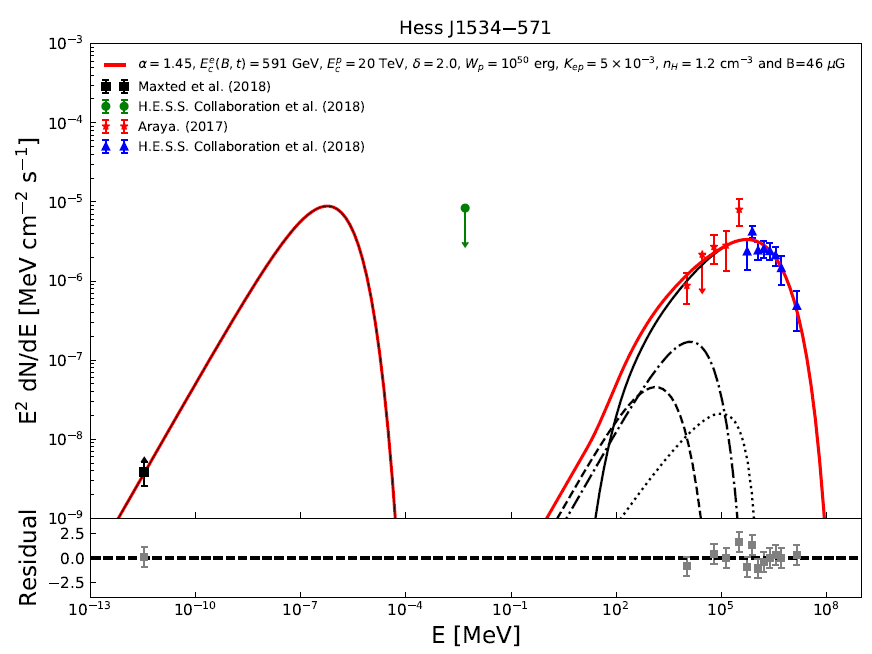 Hess J1534−571
α = 1.45, E_c^e(B, t) = 591 GeV, E_c^p = 20 TeV, δ = 2.0, W_p = 10^50 erg, K_ep = 5 × 10^−3, n_H = 1.2 cm^−3 and B=46 μG
Maxted et al. (2018)
H.E.S.S. Collaboration et al. (2018)
Araya. (2017)
H.E.S.S. Collaboration et al. (2018)
E^2 dN/dE [MeV cm^−2 s^−1]
10^−3
10^−4
10^−5
10^−6
10^−7
10^−8
10^−9
Residual
2.5
0.0
−2.5
10^−13
10^−10
10^−7
10^−4
10^−1
10^2
10^5
10^8
E [MeV]